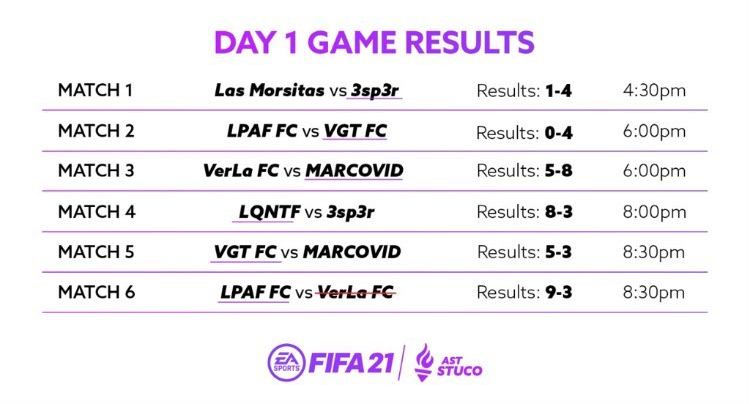 DAY 1 GAME RESULTS
MATCH 1 Las Morsitas vs 3sp3r Results: 1-4 4:30pm
MATCH 2 LPAF FC vs VGT FC Results: 0-4 6:00pm
MATCH 3 VerLa FC vs MARCOVID Results: 5-8 6:00pm
MATCH 4 LQNTF vs 3sp3r Results: 8-3 8:00pm
MATCH 5 VGT FC vs MARCOVID Results: 5-3 8:30pm
MATCH 6 LPAF FC vs VerLa FC Results: 9-3 8:30pm
EA SPORTS FIFA 21 AST STUCO